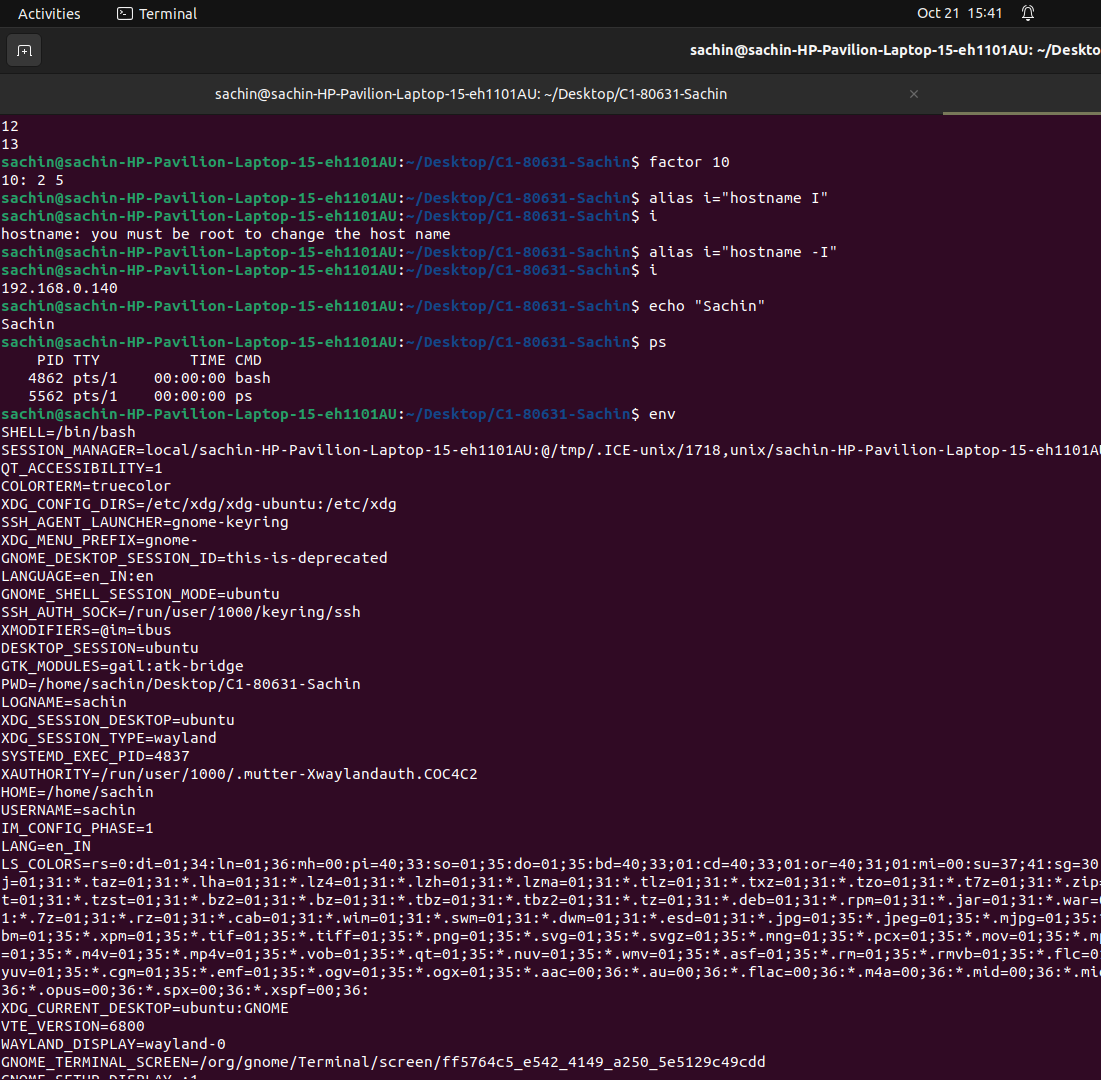 Activities
Terminal
Oct 21 15:41
sachin@sachin-HP-Pavilion-Laptop-15-eh1101AU: ~/Deskto
sachin@sachin-HP-Pavilion-Laptop-15-eh1101AU: ~/Desktop/C1-80631-Sachin
12
13
sachin@sachin-HP-Pavilion-Laptop-15-eh1101AU:~/Desktop/C1-80631-Sachin$ factor 10
10: 2 5
sachin@sachin-HP-Pavilion-Laptop-15-eh1101AU:~/Desktop/C1-80631-Sachin$ alias i="hostname I"
sachin@sachin-HP-Pavilion-Laptop-15-eh1101AU:~/Desktop/C1-80631-Sachin$ i
hostname: you must be root to change the host name
sachin@sachin-HP-Pavilion-Laptop-15-eh1101AU:~/Desktop/C1-80631-Sachin$ alias i="hostname -I"
sachin@sachin-HP-Pavilion-Laptop-15-eh1101AU:~/Desktop/C1-80631-Sachin$ i
192.168.0.140
sachin@sachin-HP-Pavilion-Laptop-15-eh1101AU:~/Desktop/C1-80631-Sachin$ echo "Sachin"
Sachin
sachin@sachin-HP-Pavilion-Laptop-15-eh1101AU:~/Desktop/C1-80631-Sachin$ ps
    PID TTY          TIME CMD
   4862 pts/1    00:00:00 bash
   5562 pts/1    00:00:00 ps
sachin@sachin-HP-Pavilion-Laptop-15-eh1101AU:~/Desktop/C1-80631-Sachin$ env
SHELL=/bin/bash
SESSION_MANAGER=local/sachin-HP-Pavilion-Laptop-15-eh1101AU:@/tmp/.ICE-unix/1718,unix/sachin-HP-Pavilion-Laptop-15-eh1101AU
QT_ACCESSIBILITY=1
COLORTERM=truecolor
XDG_CONFIG_DIRS=/etc/xdg/xdg-ubuntu:/etc/xdg
SSH_AGENT_LAUNCHER=gnome-keyring
XDG_MENU_PREFIX=gnome-
GNOME_DESKTOP_SESSION_ID=this-is-deprecated
LANGUAGE=en_IN:en
GNOME_SHELL_SESSION_MODE=ubuntu
SSH_AUTH_SOCK=/run/user/1000/keyring/ssh
XMODIFIERS=@im=ibus
DESKTOP_SESSION=ubuntu
GTK_MODULES=gail:atk-bridge
PWD=/home/sachin/Desktop/C1-80631-Sachin
LOGNAME=sachin
XDG_SESSION_DESKTOP=ubuntu
XDG_SESSION_TYPE=wayland
SYSTEMD_EXEC_PID=4837
XAUTHORITY=/run/user/1000/.mutter-Xwaylandauth.COC4C2
HOME=/home/sachin
USERNAME=sachin
IM_CONFIG_PHASE=1
LANG=en_IN
LS_COLORS=rs=0:di=01;34:ln=01;36:mh=00:pi=40;33:so=01;35:do=01;35:bd=40;33;01:cd=40;33;01:or=40;31;01:mi=00:su=37;41:sg=30
j=01;31:*.taz=01;31:*.lha=01;31:*.lz4=01;31:*.lzh=01;31:*.lzma=01;31:*.tlz=01;31:*.txz=01;31:*.tzo=01;31:*.t7z=01;31:*.zip=
t=01;31:*.tzst=01;31:*.bz2=01;31:*.bz=01;31:*.tbz=01;31:*.tbz2=01;31:*.tz=01;31:*.deb=01;31:*.rpm=01;31:*.jar=01;31:*.war=0
1:*.7z=01;31:*.rz=01;31:*.cab=01;31:*.wim=01;31:*.swm=01;31:*.dwm=01;31:*.esd=01;31:*.jpg=01;35:*.jpeg=01;35:*.mjpg=01;35:
bm=01;35:*.xpm=01;35:*.tif=01;35:*.tiff=01;35:*.png=01;35:*.svg=01;35:*.svgz=01;35:*.mng=01;35:*.pcx=01;35:*.mov=01;35:*.mp
=01;35:*.m4v=01;35:*.mp4v=01;35:*.vob=01;35:*.qt=01;35:*.nuv=01;35:*.wmv=01;35:*.asf=01;35:*.rm=01;35:*.rmvb=01;35:*.flc=0
yuv=01;35:*.cgm=01;35:*.emf=01;35:*.ogv=01;35:*.ogx=01;35:*.aac=00;36:*.au=00;36:*.flac=00;36:*.m4a=00;36:*.mid=00;36:*.mi
36:*.opus=00;36:*.spx=00;36:*.xspf=00;36:
XDG_CURRENT_DESKTOP=ubuntu:GNOME
VTE_VERSION=6800
WAYLAND_DISPLAY=wayland-0
GNOME_TERMINAL_SCREEN=/org/gnome/Terminal/screen/ff5764c5_e542_4149_a250_5e5129c49cdd
GNOME_SETUP_DISPLAY=:1